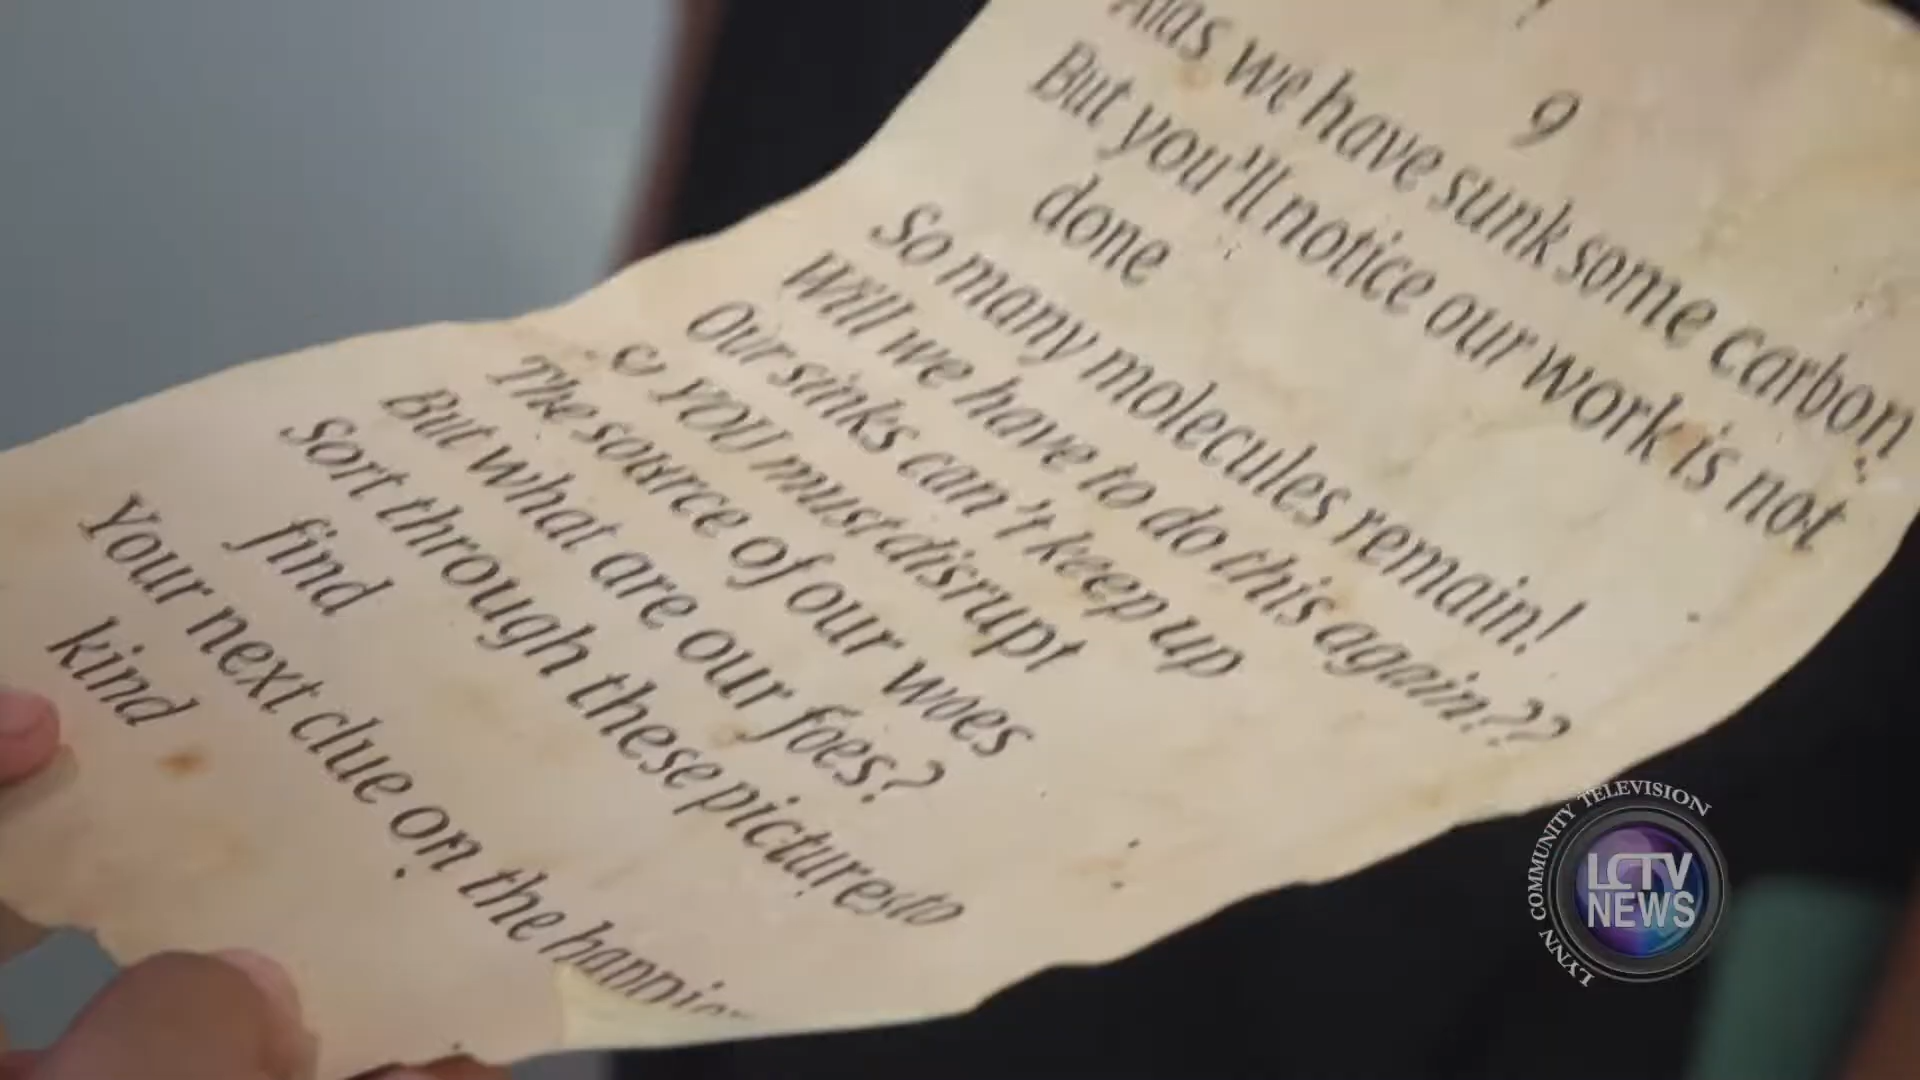 9
Alas we have sunk some carbon
But you'll notice our work is not
done
So many molecules remain!
Will we have to do this again??
Our sinks can't keep up
YOU must disrupt
The source of our woes
But what are our foes?
Sort through these pictures to
find
Your next clue on the happier
kind
LYNN COMMUNITY TELEVISION
LCTV
NEWS